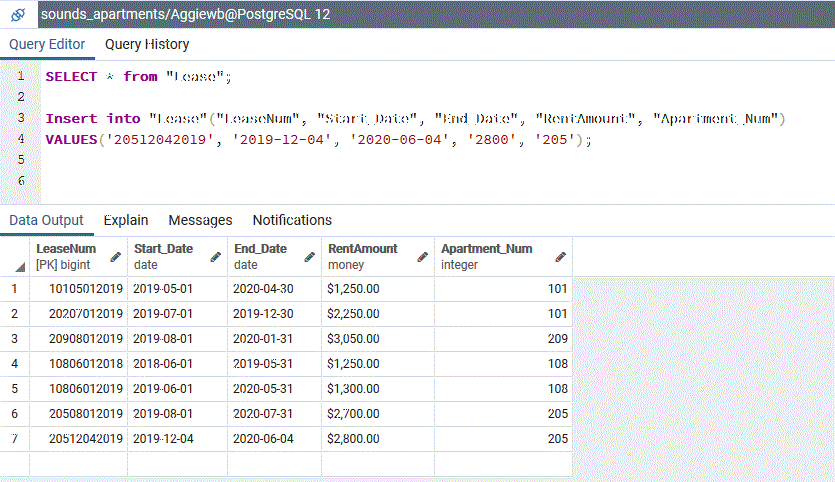 sounds_apartments/Aggiewb@PostgreSQL 12
Query Editor Query History
1 SELECT * from "Lease";
2
3 Insert into "Lease"("LeaseNum", "Start_Date", "End_Date", "RentAmount", "Apartment_Num")
4 VALUES('20512042019', '2019-12-04', '2020-06-04', '2800', '205');
5
6
Data Output Explain Messages Notifications
LeaseNum Start_Date End_Date RentAmount Apartment_Num
[PK] bigint date date money integer
1 10105012019 2019-05-01 2020-04-30 $1,250.00 101
2 20207012019 2019-07-01 2019-12-30 $2,250.00 101
3 20908012019 2019-08-01 2020-01-31 $3,050.00 209
4 10806012018 2018-06-01 2019-05-31 $1,250.00 108
5 10806012019 2019-06-01 2020-05-31 $1,300.00 108
6 20508012019 2019-08-01 2020-07-31 $2,700.00 205
7 20512042019 2019-12-04 2020-06-04 $2,800.00 205